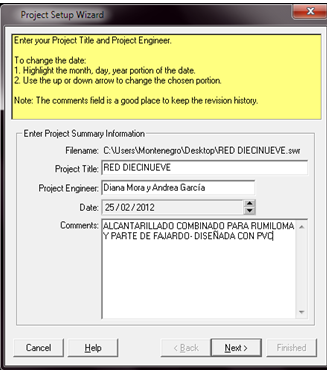 Project Setup Wizard
Enter your Project Title and Project Engineer.
To change the date:
1. Highlight the month, day, year portion of the date.
2. Use the up or down arrow to change the chosen portion.
Note: The comments field is a good place to keep the revision history.
Enter Project Summary Information
Filename: C:\Users\Montenegro\Desktop\RED DIECINUEVE.swr
Project Title: RED DIECINUEVE
Project Engineer: Diana Mora y Andrea García
Date: 25/02/2012
Comments: ALCANTARILLADO COMBINADO PARA RUMILOMA
Y PARTE DE FAJARDO- DISEÑADA CON PVC
Cancel Help < Back Next > Finished